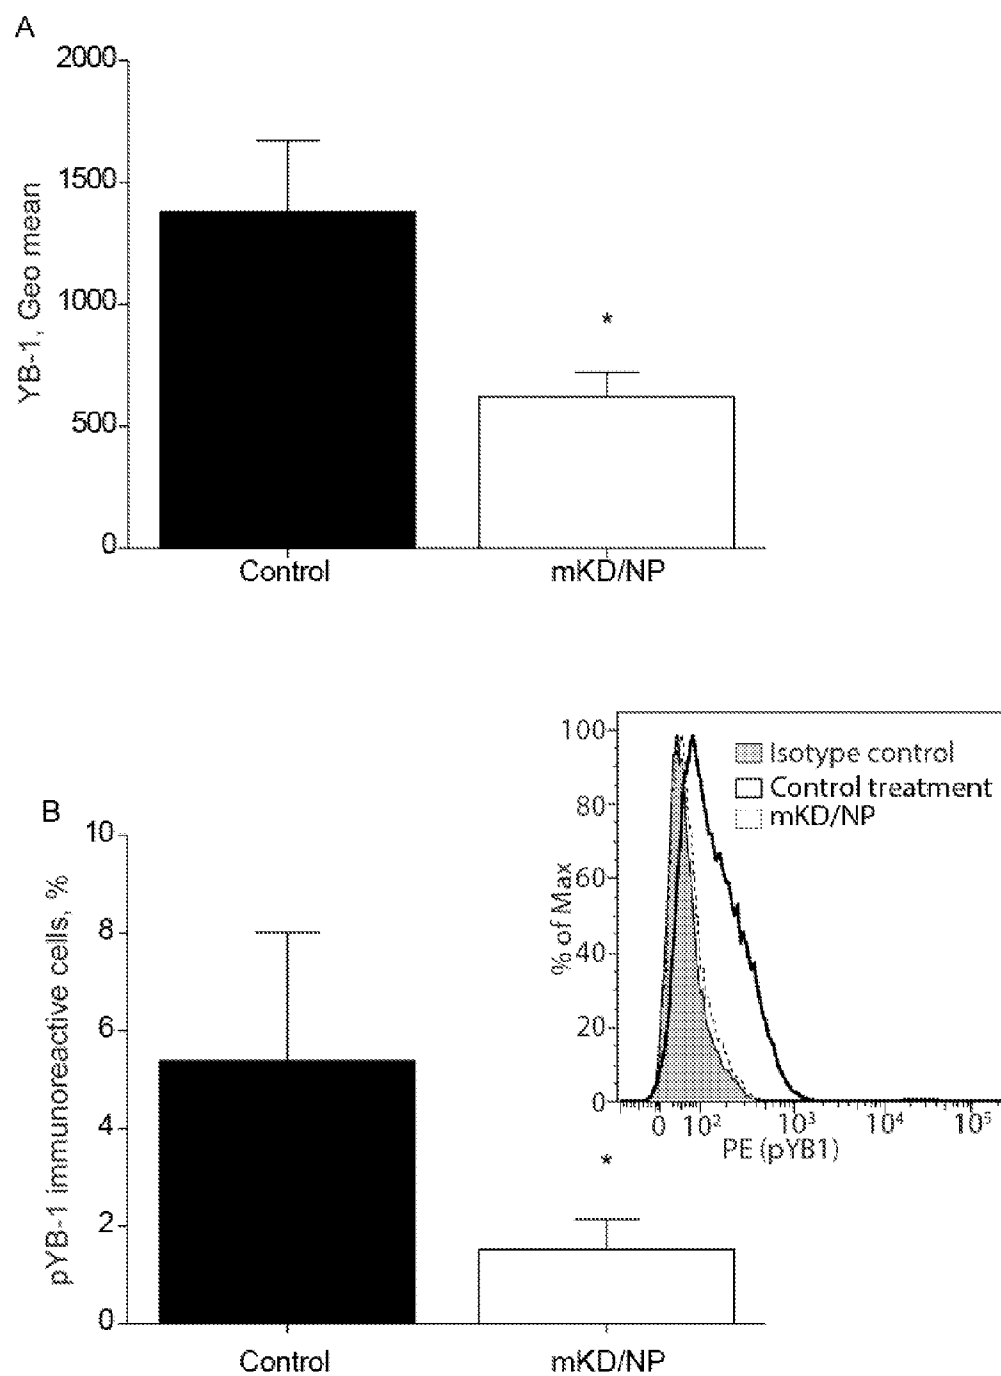 A
YB-1, Geo mean
2000
1500
1000
500
0
*
Control
mKD/NP
B
pYB-1 immunoreactive cells, %
10
8
6
4
2
0
*
Control
mKD/NP
% of Max
100
80
60
40
20
0
Isotype control
Control treatment
mKD/NP
0 10² 10³ 10⁴ 10⁵
PE (pYB1)